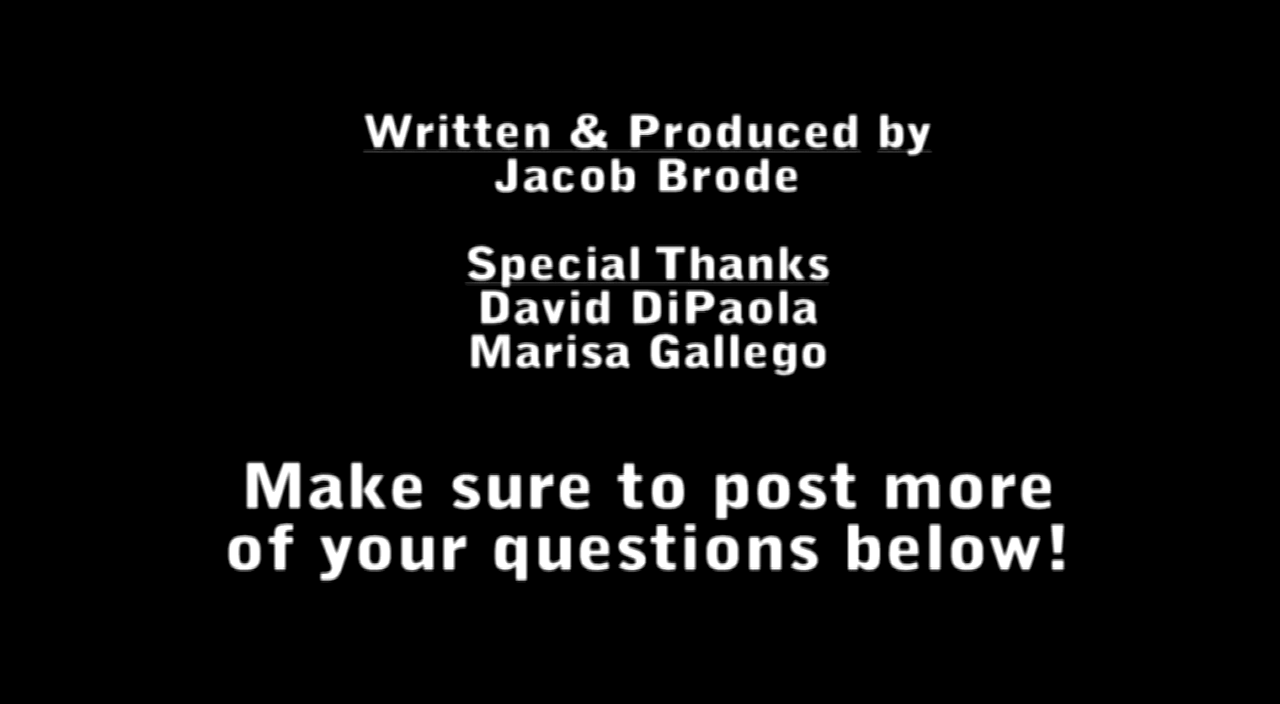 Written & Produced by
Jacob Brode
Special Thanks
David DiPaola
Marisa Gallego
Make sure to post more
of your questions below!